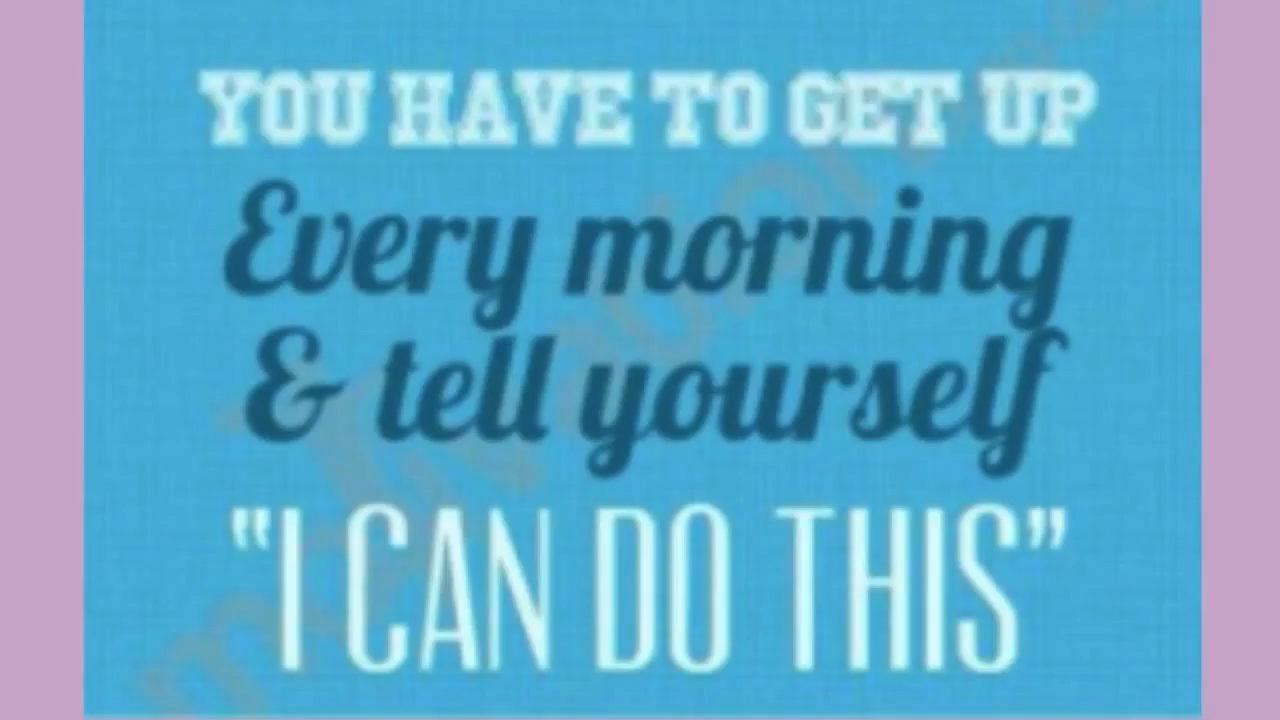 YOU HAVE TO GET UP
Every morning
& tell yourself
“I CAN DO THIS”